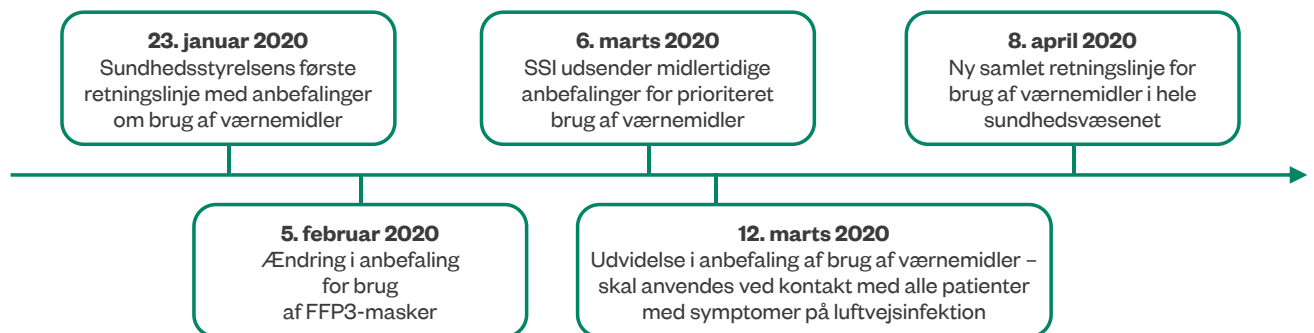 23. januar 2020
Sundhedsstyrelsens første
retningslinje med anbefalinger
om brug af værnemidler
6. marts 2020
SSI udsender midlertidige
anbefalinger for prioriteret
brug af værnemidler
8. april 2020
Ny samlet retningslinje for
brug af værnemidler i hele
sundhedsvæsenet
5. februar 2020
Ændring i anbefaling
for brug
af FFP3-masker
12. marts 2020
Udvidelse i anbefaling af brug af værnemidler –
skal anvendes ved kontakt med alle patienter
med symptomer på luftvejsinfektion